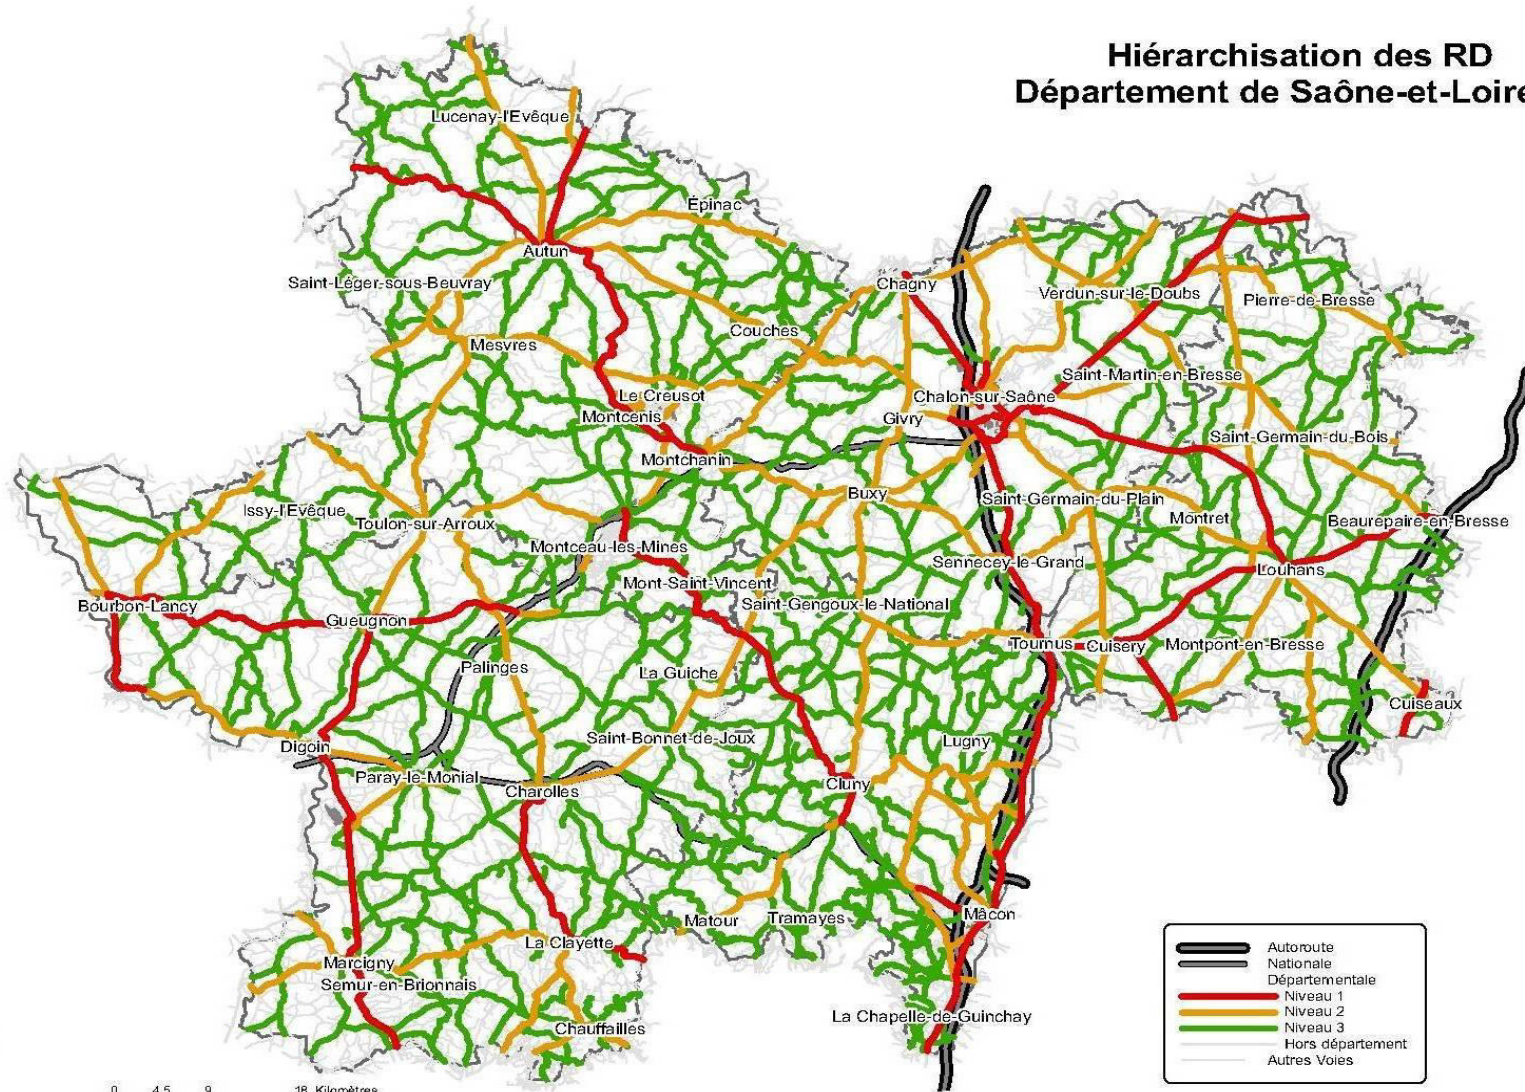 Hiérarchisation des RD
Département de Saône-et-Loire
Lucenay-l'Evêque
Épinac
Autun
Saint-Léger-sous-Beuvray
Chagny
Verdun-sur-le-Doubs
Pierre-de-Bresse
Couches
Mesvres
Saint-Martin-en-Bresse
Le Creusot
Chalon-sur-Saône
Montcenis
Givry
Saint-Germain-du-Bois
Montchanin
Buxy
Saint-Germain-du-Plain
Issy-l'Evêque
Toulon-sur-Arroux
Montret
Beaurepaire-en-Bresse
Montceau-les-Mines
Sennecey-le-Grand
Louhans
Mont-Saint-Vincent
Bourbon-Lancy
Saint-Gengoux-le-National
Gueugnon
Tournus
Cuisery
Montpont-en-Bresse
Palinges
La Guiche
Cuiseaux
Saint-Bonnet-de-Joux
Lugny
Digoin
Paray-le-Monial
Charolles
Cluny
Matour
Tramayes
Mâcon
La Clayette
Marcigny
Semur-en-Brionnais
La Chapelle-de-Guinchay
Chauffailles
Autoroute
Nationale
Départementale
Niveau 1
Niveau 2
Niveau 3
Hors département
Autres Voies
0 4,5 9 18 Kilomètres